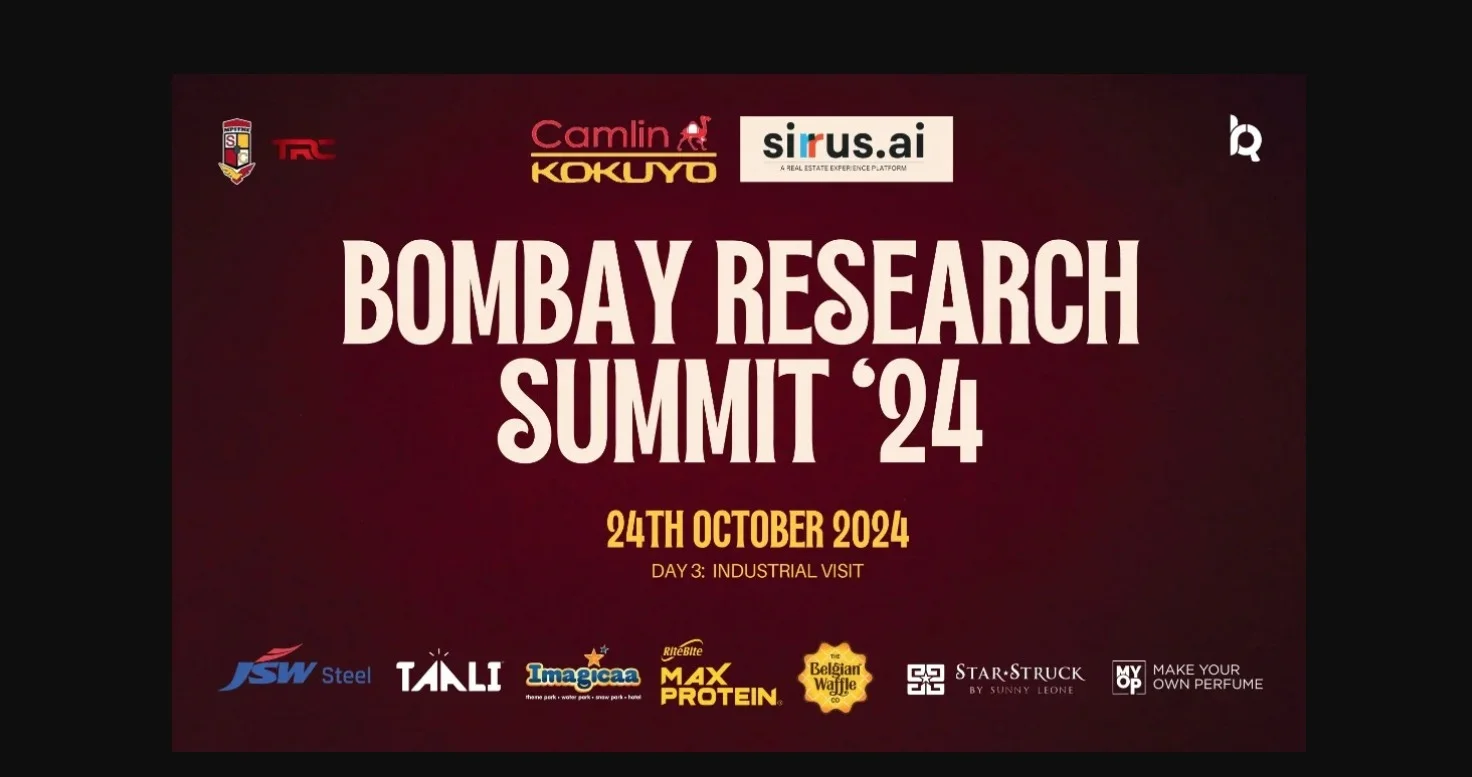 S
C
TRC
Camlin
KOKUYO
sirrus.ai
A REAL ESTATE EXPERIENCE PLATFORM
BOMBAY RESEARCH
SUMMIT ‘24
24TH OCTOBER 2024
DAY 3: INDUSTRIAL VISIT
JSW Steel
TAALI
Imagicaa
theme park • water park • snow park • hotel
RiteBite
MAX
PROTEIN
THE
Belgian
Waffle
CO
STAR•STRUCK
BY SUNNY LEONE
MY
OP
MAKE YOUR
OWN PERFUME